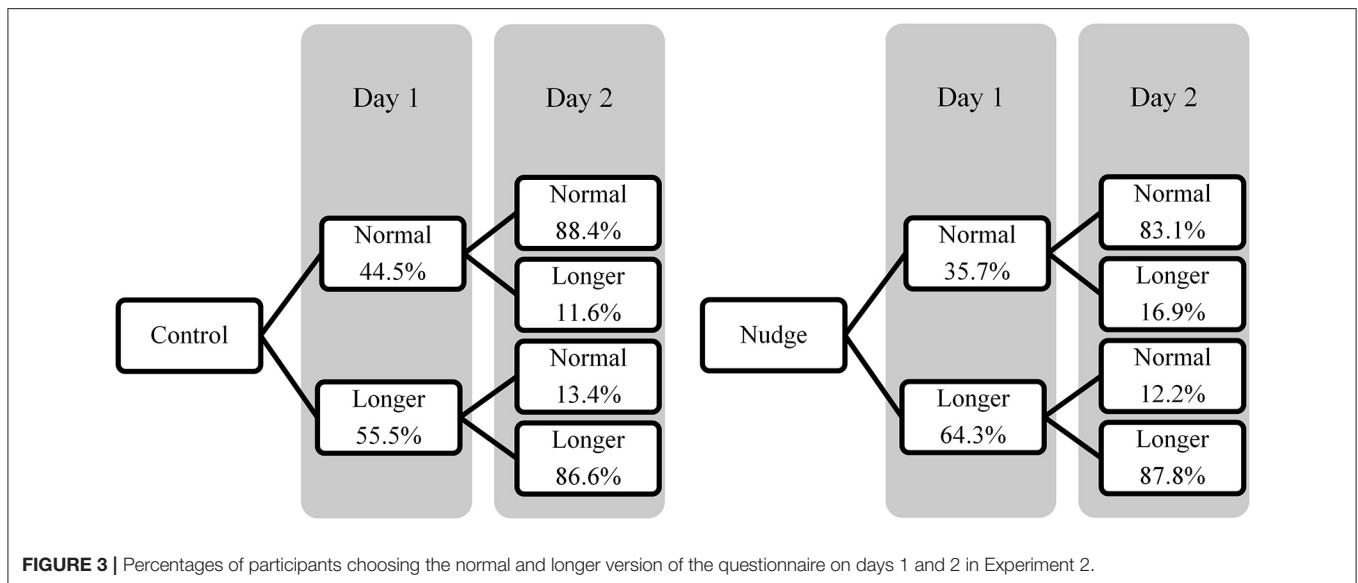 Day 1
Day 2
Control
Normal
44.5%
Longer
55.5%
Normal
88.4%
Longer
11.6%
Normal
13.4%
Longer
86.6%
Day 1
Day 2
Nudge
Normal
35.7%
Longer
64.3%
Normal
83.1%
Longer
16.9%
Normal
12.2%
Longer
87.8%
FIGURE 3 | Percentages of participants choosing the normal and longer version of the questionnaire on days 1 and 2 in Experiment 2.